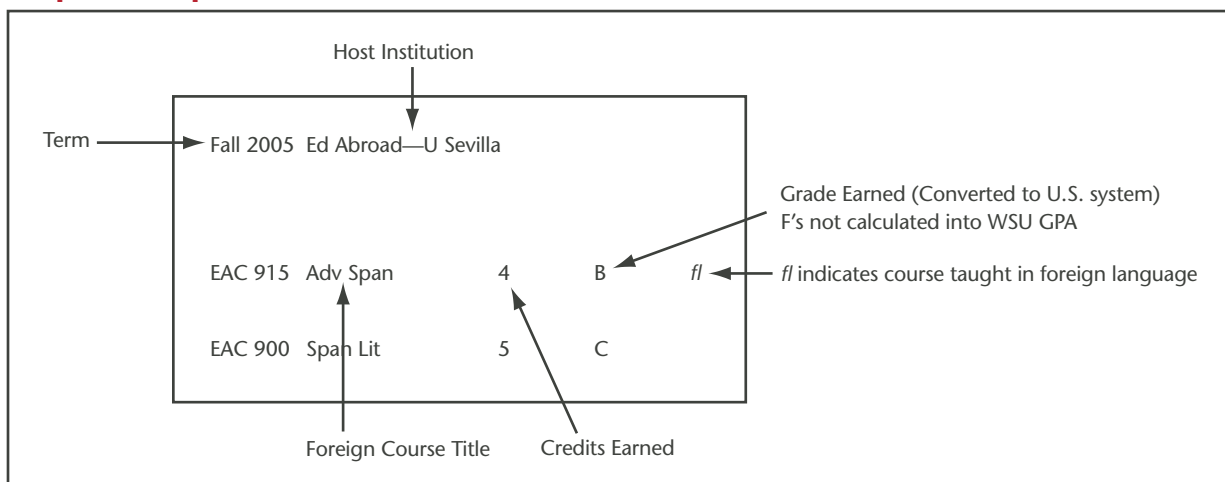 Host Institution
Term
Fall 2005 Ed Abroad—U Sevilla
Grade Earned (Converted to U.S. system)
F's not calculated into WSU GPA
EAC 915 Adv Span 4 B fl
fl indicates course taught in foreign language
EAC 900 Span Lit 5 C
Foreign Course Title
Credits Earned